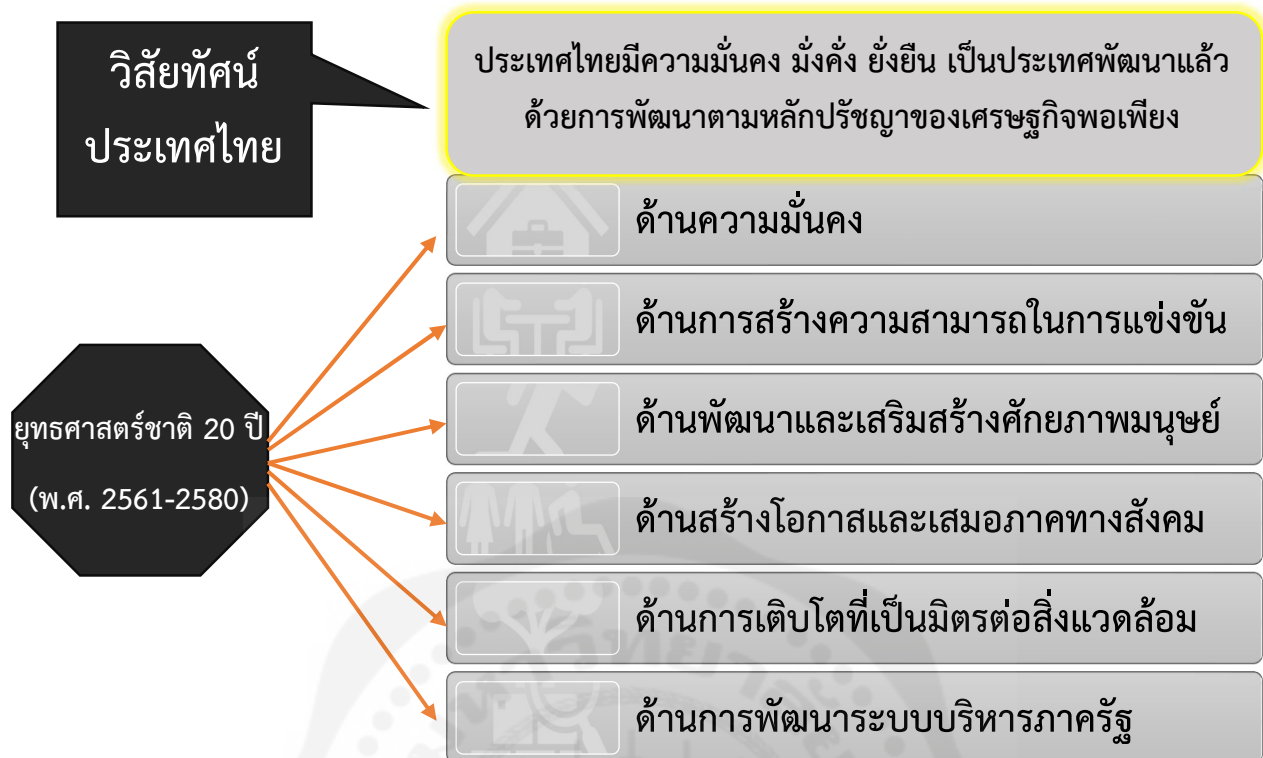 วิสัยทัศน์
ประเทศไทย
ประเทศไทยมีความมั่นคง มั่งคั่ง ยั่งยืน เป็นประเทศพัฒนาแล้ว
ด้วยการพัฒนาตามหลักปรัชญาของเศรษฐกิจพอเพียง
ยุทธศาสตร์ชาติ 20 ปี
(พ.ศ. 2561-2580)
ด้านความมั่นคง
ด้านการสร้างความสามารถในการแข่งขัน
ด้านพัฒนาและเสริมสร้างศักยภาพมนุษย์
ด้านสร้างโอกาสและเสมอภาคทางสังคม
ด้านการเติบโตที่เป็นมิตรต่อสิ่งแวดล้อม
ด้านการพัฒนาระบบบริหารภาครัฐ